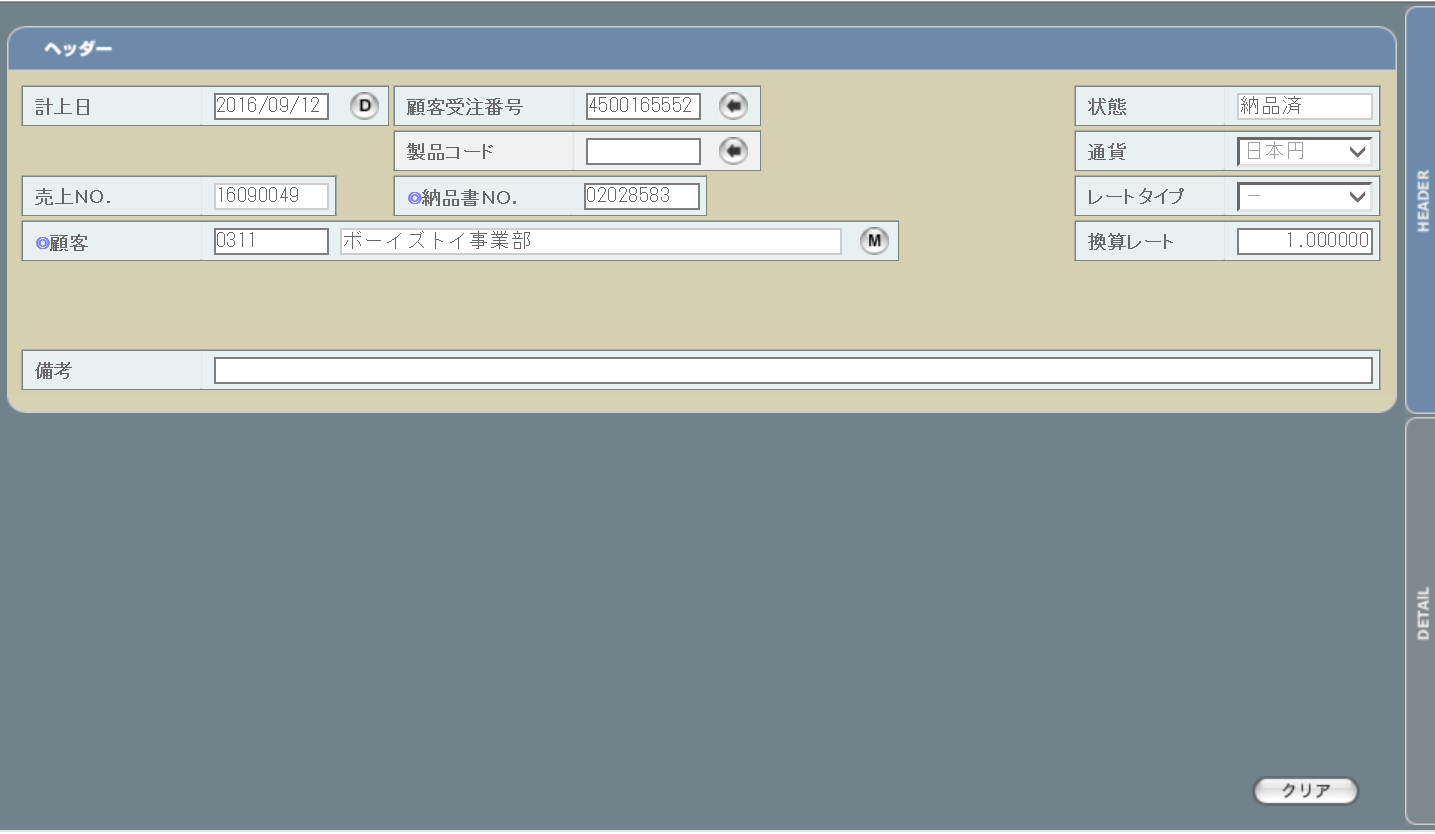 ヘッダー
計上日 2016/09/12 D 顧客受注番号 4500165552 状態 納品済
製品コード 通貨 日本円
売上NO. 16090049 ◎納品書NO. 02028583 レートタイプ －
◎顧客 0311 ボーイズトイ事業部 M 換算レート 1.000000
備考
クリア
HEADER
DETAIL